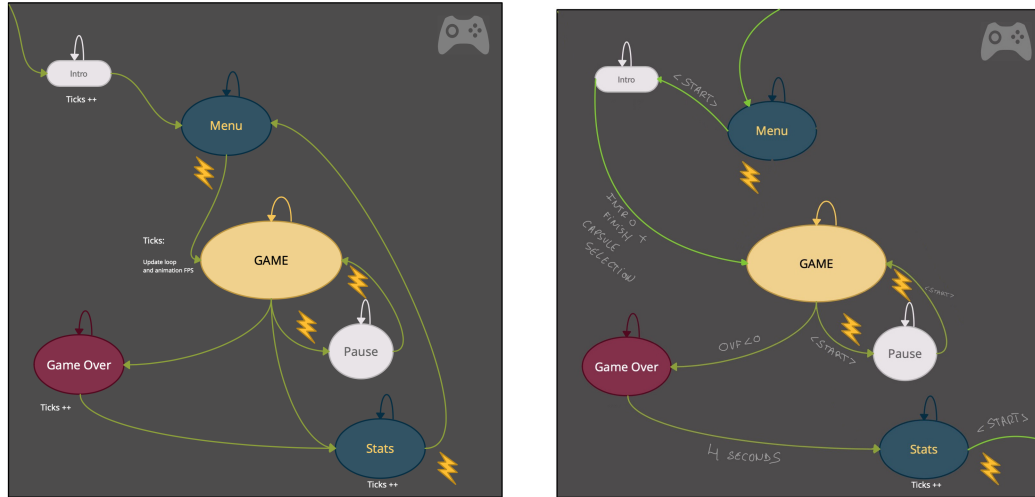 Intro
Ticks ++
Menu
Ticks:
Update loop
and animation FPS
GAME
Pause
Game Over
Ticks ++
Stats
Ticks ++
<START>
Intro
Menu
INTRO +
FINISH
CAPSULE
SELECTION
GAME
<START>
OVF<0
<START>
Pause
Game Over
4 SECONDS
<START>
Stats
Ticks ++